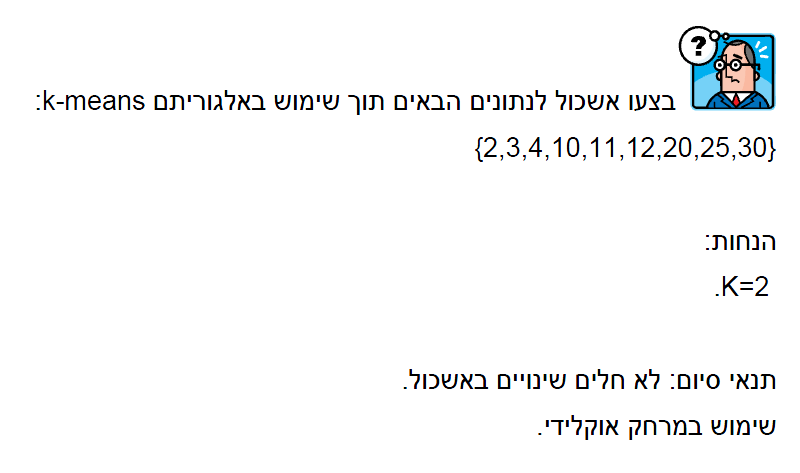 ?
בצעו אשכול לנתונים הבאים תוך שימוש באלגוריתם k-means:
{2,3,4,10,11,12,20,25,30}
הנחות:
K=2.
תנאי סיום: לא חלים שינויים באשכול.
שימוש במרחק אוקלידי.